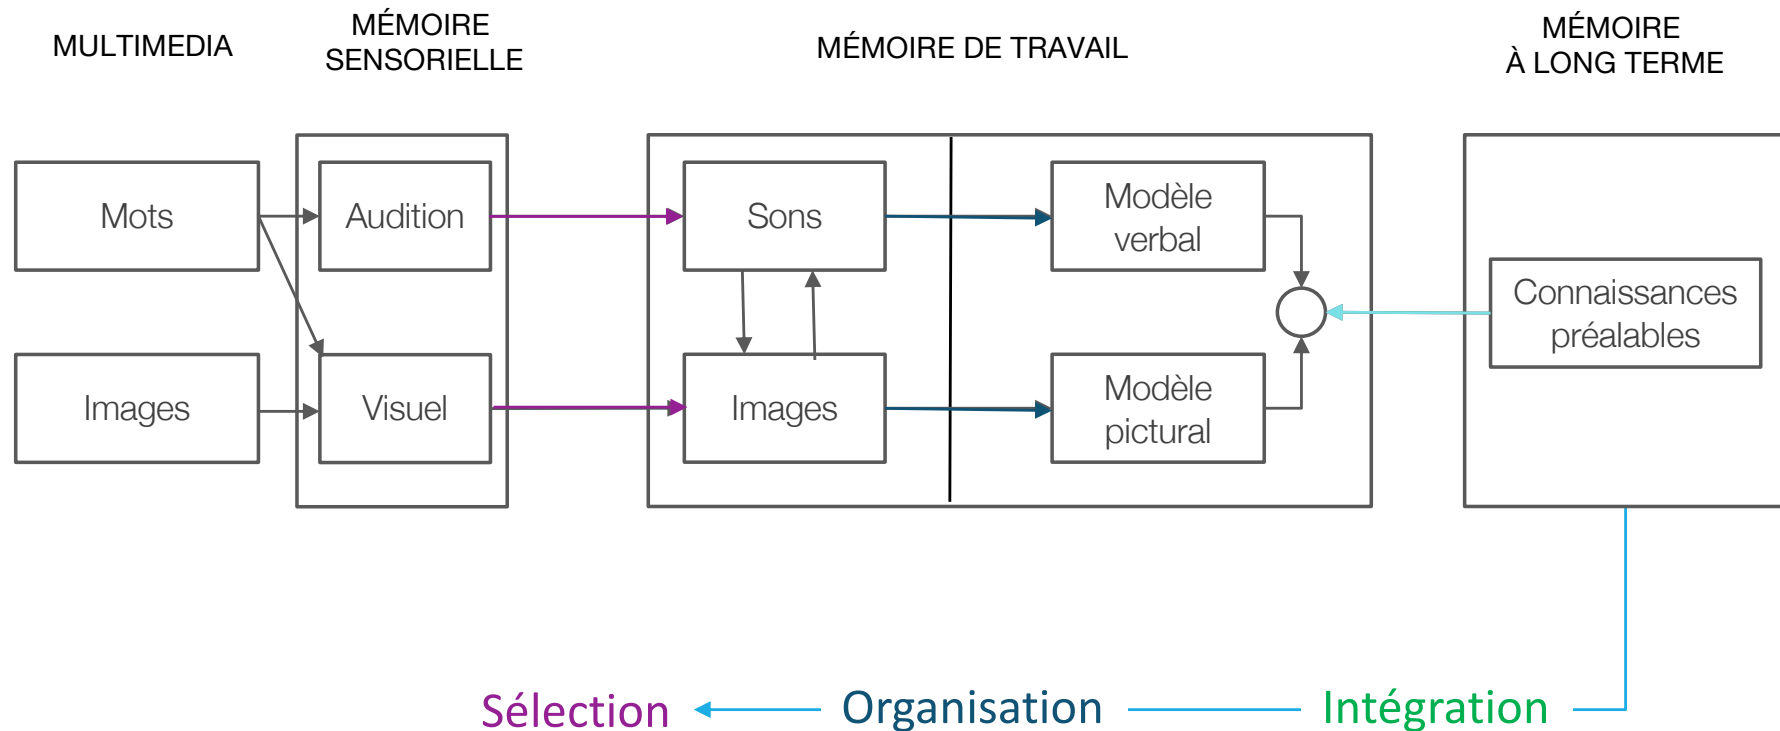 MULTIMEDIA
MÉMOIRE
SENSORIELLE
MÉMOIRE DE TRAVAIL
MÉMOIRE
À LONG TERME
Mots
Audition
Sons
Modèle
verbal
Connaissances
préalables
Images
Visuel
Images
Modèle
pictural
Sélection
Organisation
Intégration